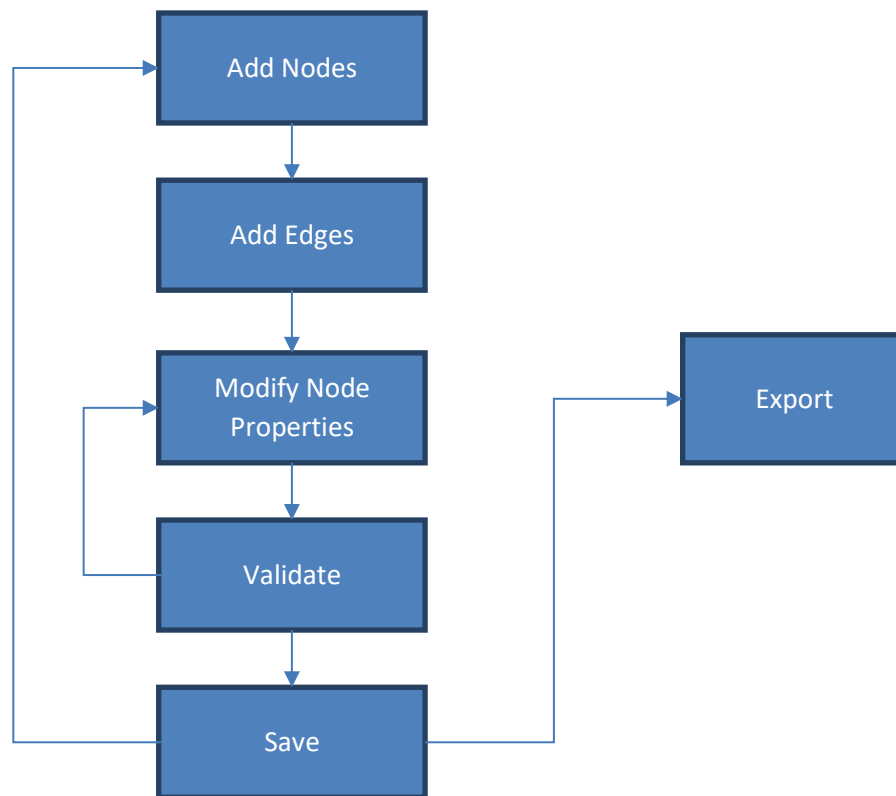 Add Nodes
Add Edges
Modify Node
Properties
Export
Validate
Save